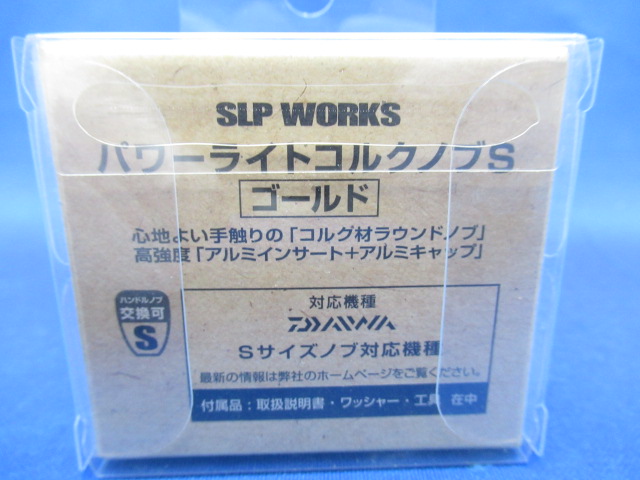 SLP WORKS
パワーライトコルクノブS
ゴールド
心地よい手触りの「コルク材ラウンドノブ」
高強度「アルミインサート+アルミキャップ」
ハンドルノブ
交換可
S
対応機種
DAIWA
Sサイズノブ対応機種
最新の情報は弊社のホームページをご覧ください。
付属品:取扱説明書・ワッシャー・工具 在中